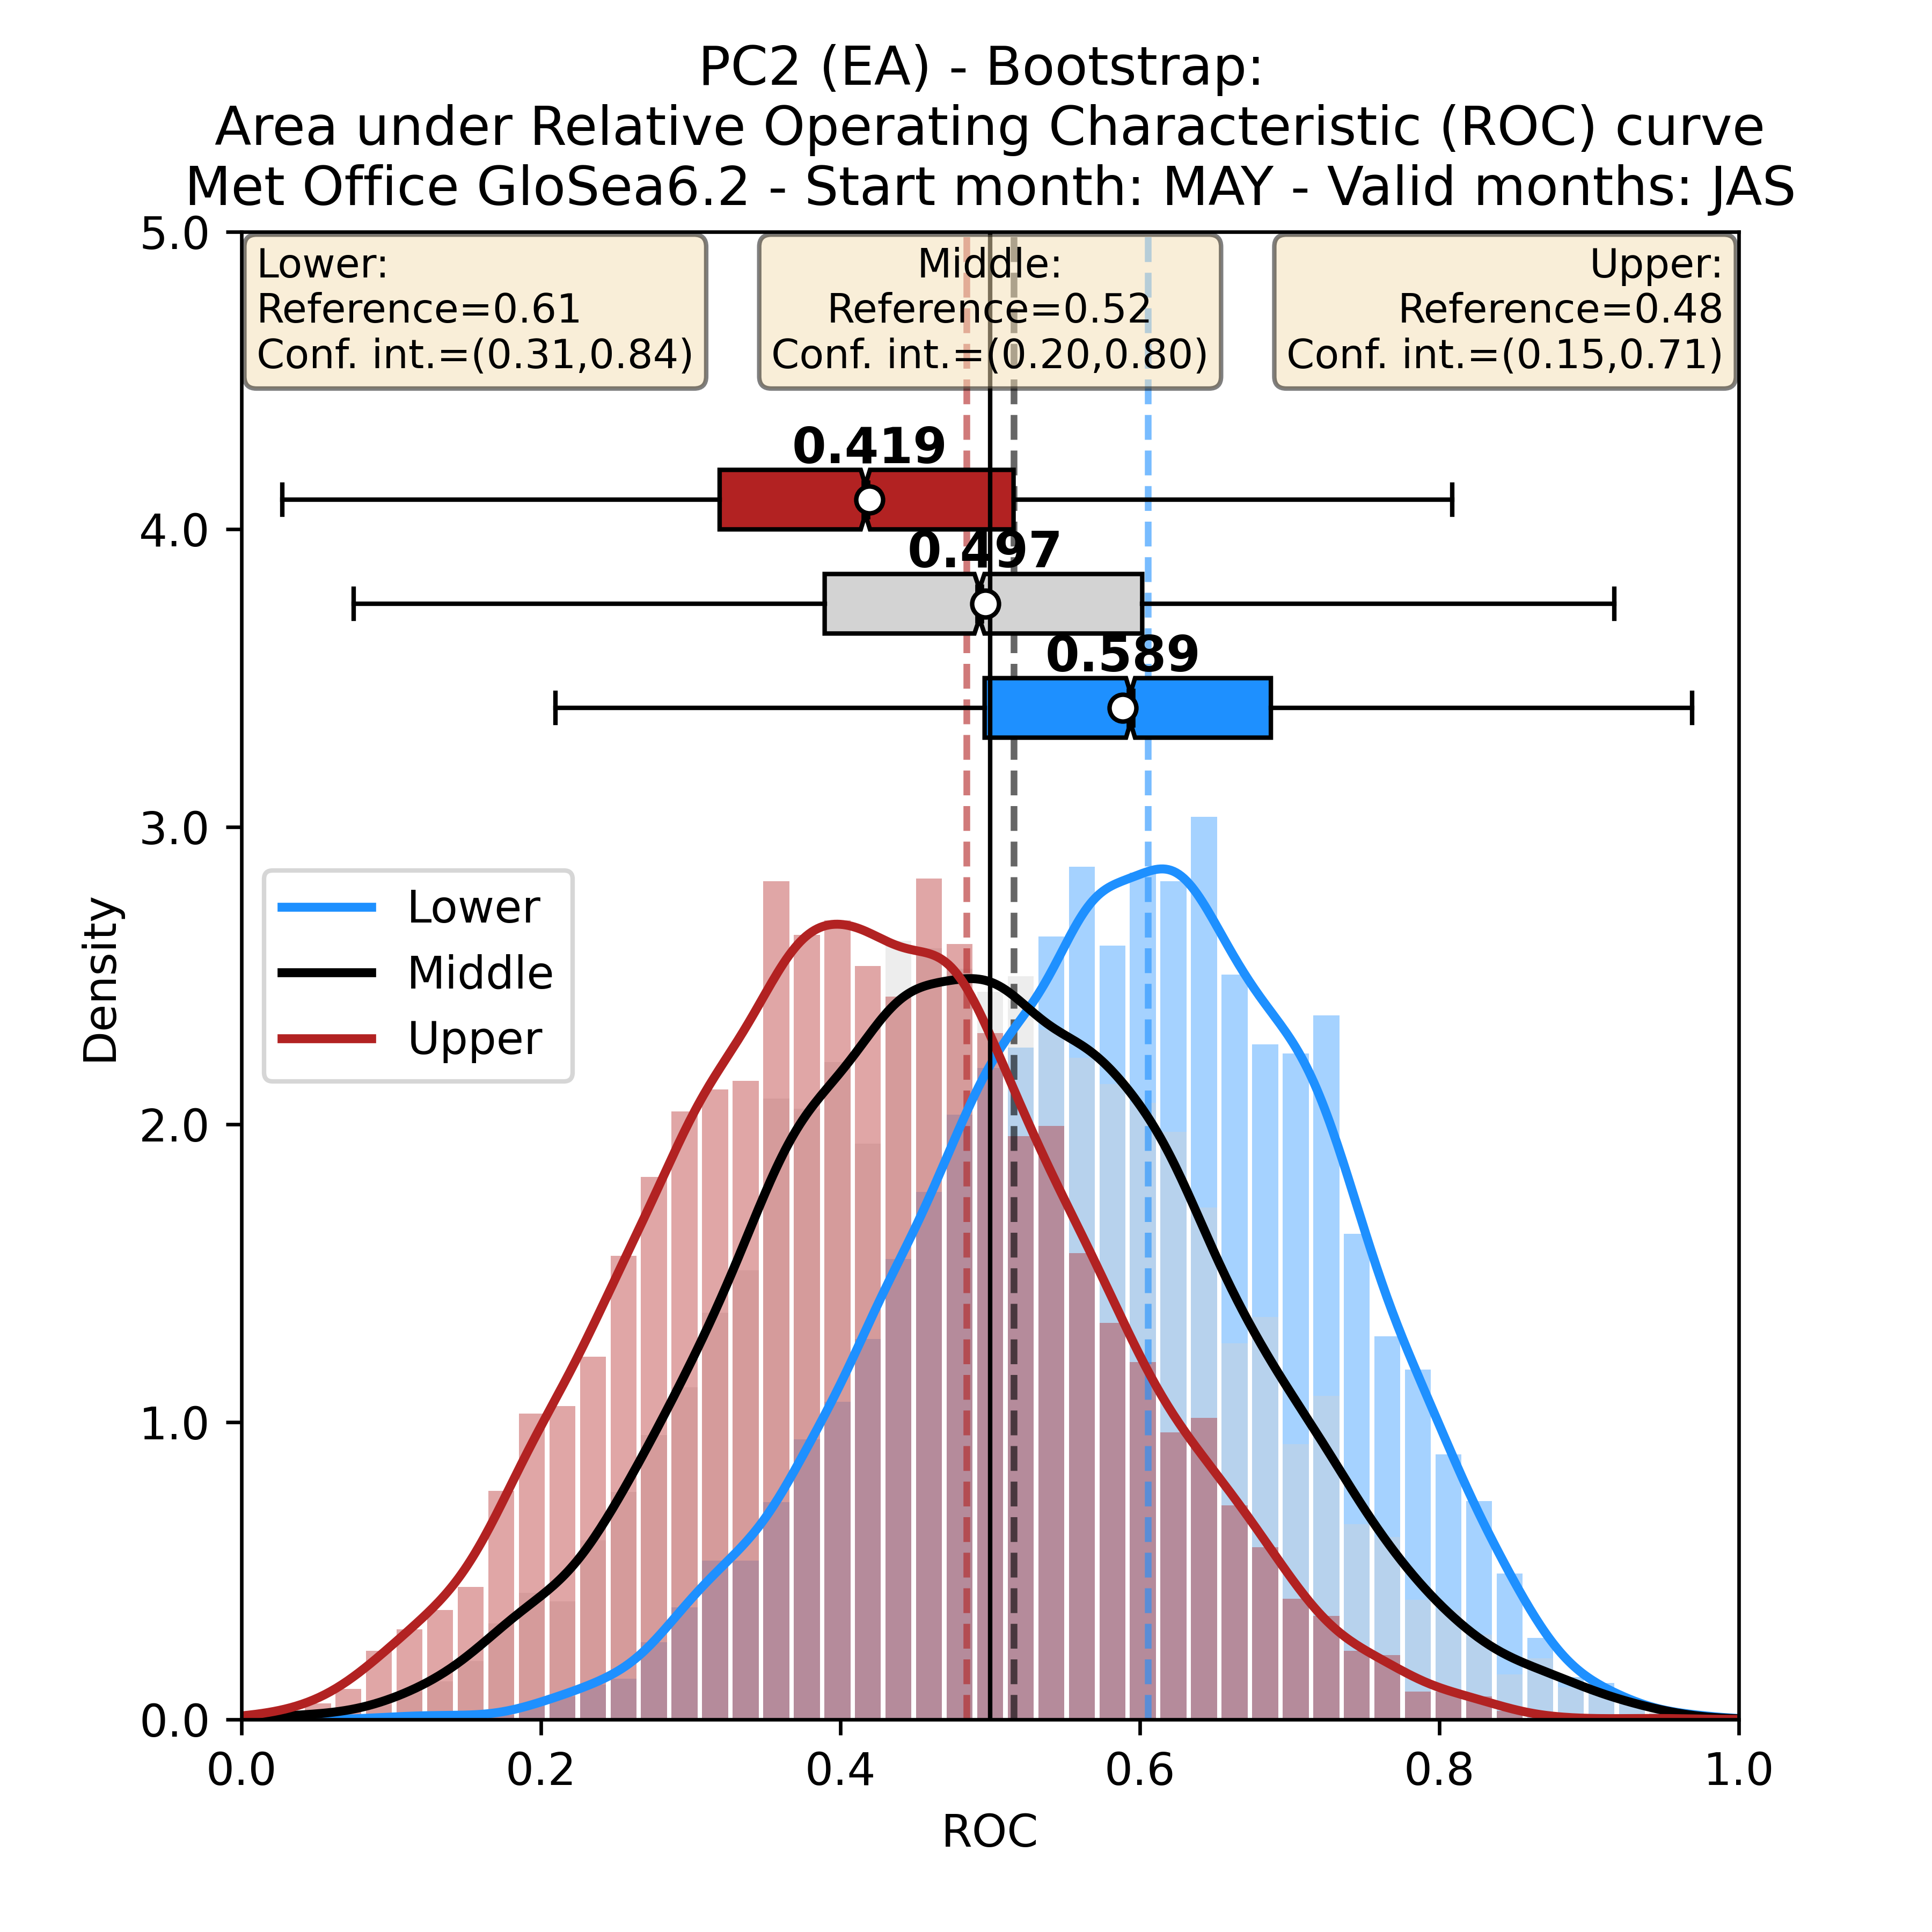 PC2 (EA) - Bootstrap:
Area under Relative Operating Characteristic (ROC) curve
Met Office GloSea6.2 - Start month: MAY - Valid months: JAS
Lower:
Reference=0.61
Conf. int.=(0.31,0.84)
Middle:
Reference=0.52
Conf. int.=(0.20,0.80)
Upper:
Reference=0.48
Conf. int.=(0.15,0.71)
0.419
0.497
0.589
Lower
Middle
Upper
Density
5.0
4.0
3.0
2.0
1.0
0.0
0.0 0.2 0.4 0.6 0.8 1.0
ROC